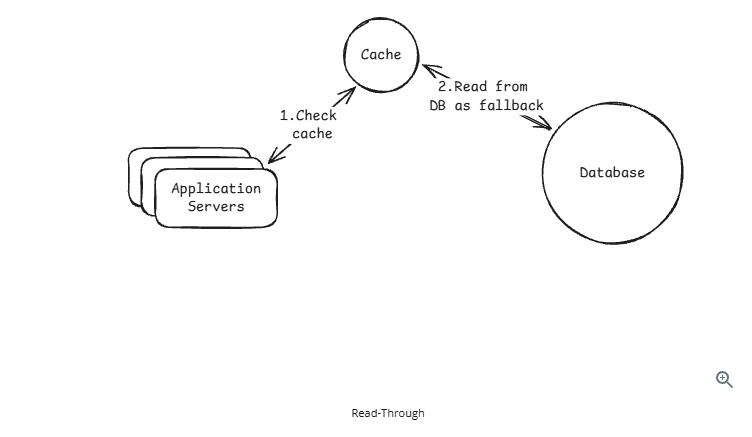 Cache
2.Read from
DB as fallback
1.Check
cache
Database
Application
Servers
Read-Through